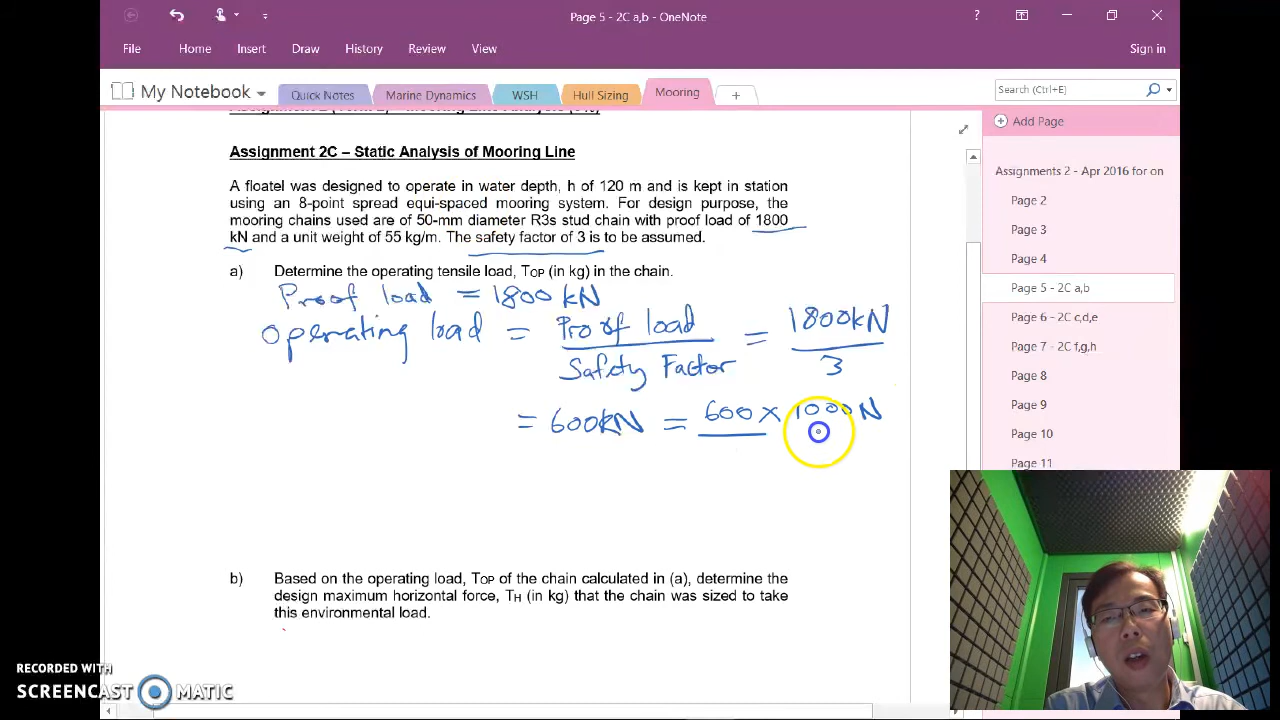 Page 5 - 2C a,b - OneNote
?
File Home Insert Draw History Review View Sign in
My Notebook Quick Notes Marine Dynamics WSH Hull Sizing Mooring + Search (Ctrl+E)
Add Page
Assignments 2 - Apr 2016 for on
Page 2
Page 3
Page 4
Page 5 - 2C a,b
Page 6 - 2C c,d,e
Page 7 - 2C f,g,h
Page 8
Page 9
Page 10
Page 11
Assignment 2C – Static Analysis of Mooring Line
A floatel was designed to operate in water depth, h of 120 m and is kept in station
using an 8-point spread equi-spaced mooring system. For design purpose, the
mooring chains used are of 50-mm diameter R3s stud chain with proof load of 1800
kN and a unit weight of 55 kg/m. The safety factor of 3 is to be assumed.
a) Determine the operating tensile load, TOP (in kg) in the chain.
Proof load = 1800 kN
Operating load = Proof load / Safety Factor = 1800kN / 3
= 600kN = 600 x 1000 N
b) Based on the operating load, TOP of the chain calculated in (a), determine the
design maximum horizontal force, TH (in kg) that the chain was sized to take
this environmental load.
RECORDED WITH
SCREENCAST MATIC